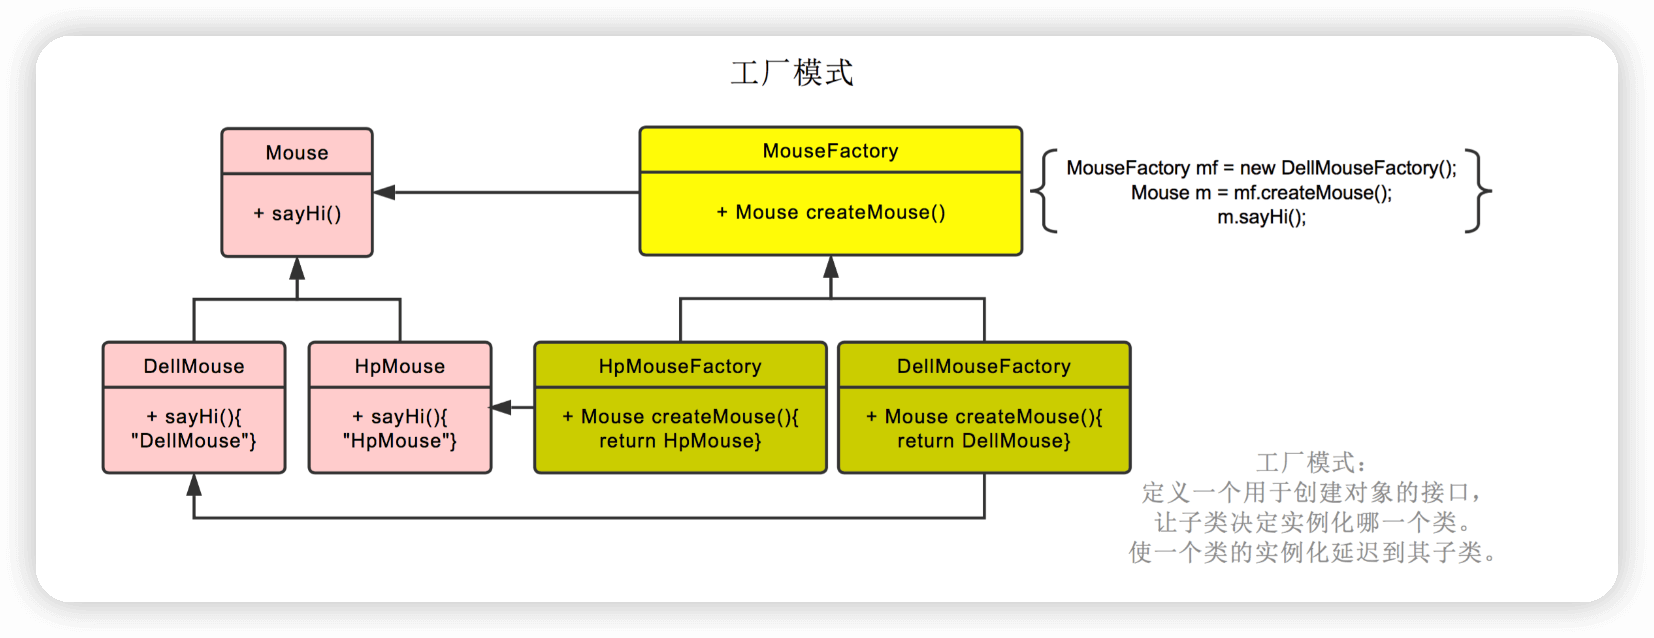 工厂模式
Mouse
+ sayHi()
MouseFactory
+ Mouse createMouse()
MouseFactory mf = new DellMouseFactory();
Mouse m = mf.createMouse();
m.sayHi();
DellMouse
+ sayHi(){
"DellMouse"}
HpMouse
+ sayHi(){
"HpMouse"}
HpMouseFactory
+ Mouse createMouse(){
return HpMouse}
DellMouseFactory
+ Mouse createMouse(){
return DellMouse}
工厂模式：
定义一个用于创建对象的接口，
让子类决定实例化哪一个类。
使一个类的实例化延迟到其子类。